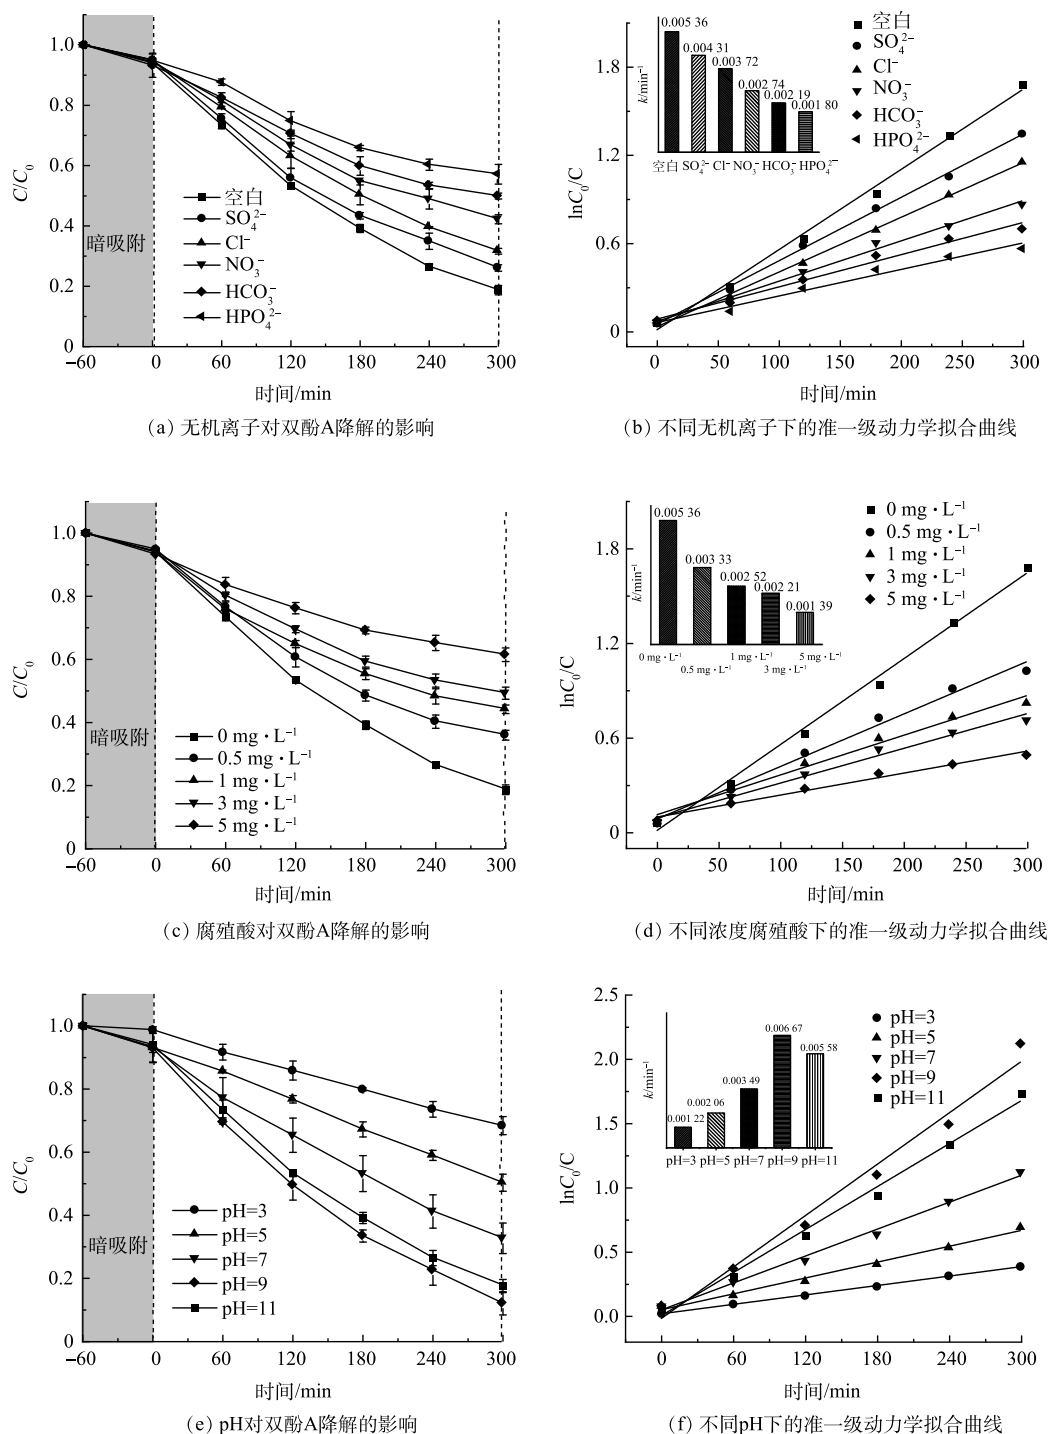 C/C₀
1.0
0.8
0.6
0.4
0.2
0
暗吸附
空白
SO₄²⁻
Cl⁻
NO₃⁻
HCO₃⁻
HPO₄²⁻
−60 0 60 120 180 240 300
时间/min
(a) 无机离子对双酚A降解的影响
lnC₀/C
1.8
1.2
0.6
0
k/min⁻¹
0.005 36
0.004 31
0.003 72
0.002 74
0.002 19
0.001 80
空白 SO₄²⁻ Cl⁻ NO₃⁻ HCO₃⁻ HPO₄²⁻
空白
SO₄²⁻
Cl⁻
NO₃⁻
HCO₃⁻
HPO₄²⁻
0 50 100 150 200 250 300
时间/min
(b) 不同无机离子下的准一级动力学拟合曲线
C/C₀
1.0
0.8
0.6
0.4
0.2
0
暗吸附
0 mg·L⁻¹
0.5 mg·L⁻¹
1 mg·L⁻¹
3 mg·L⁻¹
5 mg·L⁻¹
−60 0 60 120 180 240 300
时间/min
(c) 腐殖酸对双酚A降解的影响
lnC₀/C
1.8
1.2
0.6
0
k/min⁻¹
0.005 36
0.003 33
0.002 52
0.002 21
0.001 39
0 mg·L⁻¹ 1 mg·L⁻¹ 5 mg·L⁻¹
0.5 mg·L⁻¹ 3 mg·L⁻¹
0 mg·L⁻¹
0.5 mg·L⁻¹
1 mg·L⁻¹
3 mg·L⁻¹
5 mg·L⁻¹
0 50 100 150 200 250 300
时间/min
(d) 不同浓度腐殖酸下的准一级动力学拟合曲线
C/C₀
1.0
0.8
0.6
0.4
0.2
0
暗吸附
pH=3
pH=5
pH=7
pH=9
pH=11
−60 0 60 120 180 240 300
时间/min
(e) pH对双酚A降解的影响
lnC₀/C
2.5
2.0
1.5
1.0
0.5
0.0
k/min⁻¹
0.001 22
0.002 06
0.003 49
0.006 67
0.005 58
pH=3 pH=5 pH=7 pH=9 pH=11
pH=3
pH=5
pH=7
pH=9
pH=11
0 60 120 180 240 300
时间/min
(f) 不同pH下的准一级动力学拟合曲线